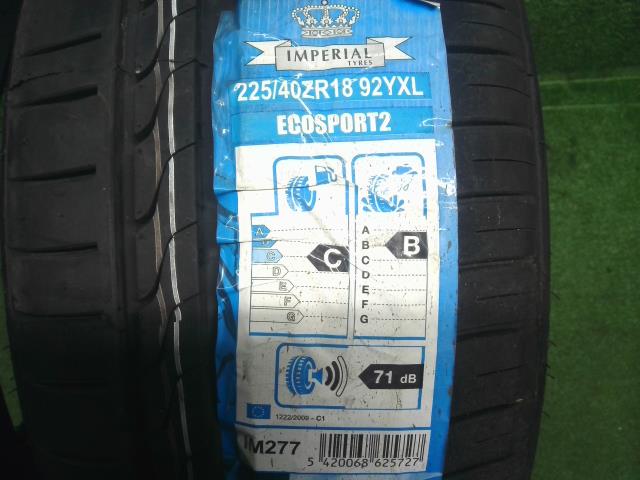 IMPERIAL
TYRES
225/40ZR18 92YXL
ECOSPORT2
A
B
C
D
E
F
G
C
A
B
C
D
E
F
G
B
71 dB
1222/2009 - C1
IM277
5 420068 625727